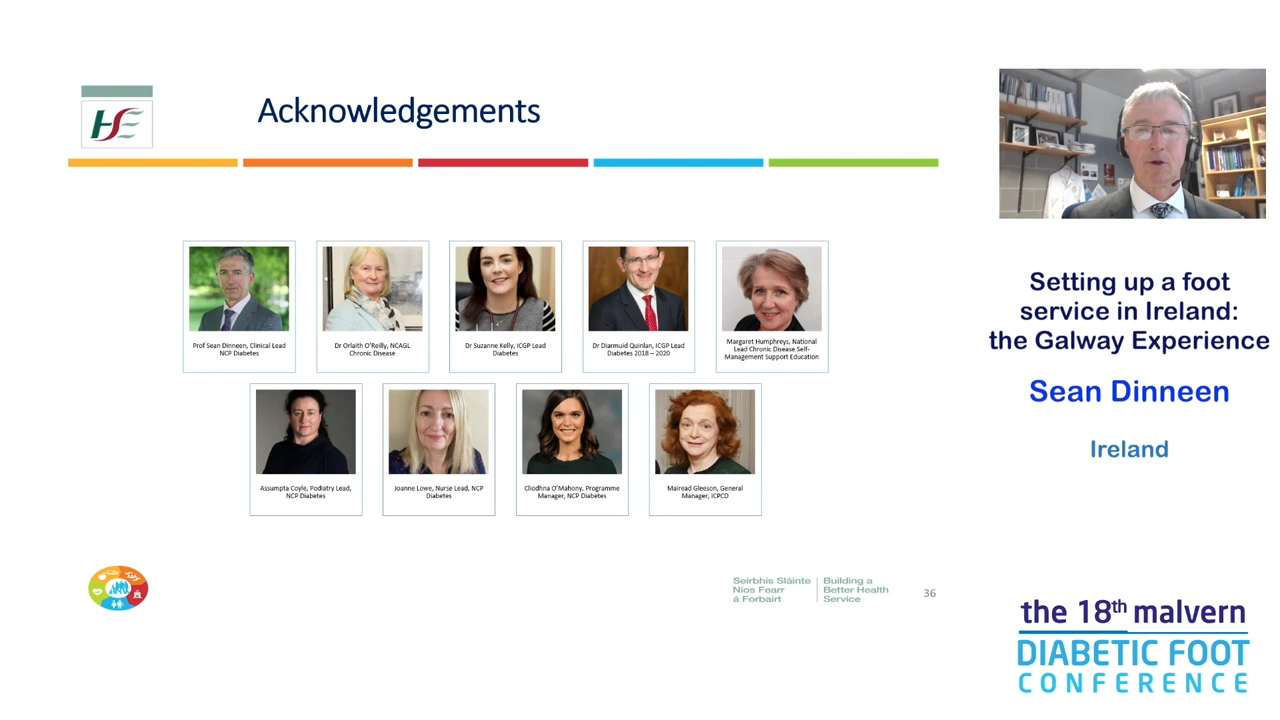 HSE
Acknowledgements
Prof Sean Dinneen, Clinical Lead
NCP Diabetes
Dr Orlaith O'Reilly, NCAGL
Chronic Disease
Dr Suzanne Kelly, ICGP Lead
Diabetes
Dr Diarmuid Quinlan, ICGP Lead
Diabetes 2018 – 2020
Margaret Humphreys, National
Lead Chronic Disease Self-
Management Support Education
Assumpta Coyle, Podiatry Lead,
NCP Diabetes
Joanne Lowe, Nurse Lead, NCP
Diabetes
Clíodhna O'Mahony, Programme
Manager, NCP Diabetes
Mairead Gleeson, General
Manager, ICPCD
Seirbhís Sláinte
Níos Fearr
á Forbairt
Building a
Better Health
Service
36
Setting up a foot
service in Ireland:
the Galway Experience
Sean Dinneen
Ireland
the 18th malvern
DIABETIC FOOT
CONFERENCE